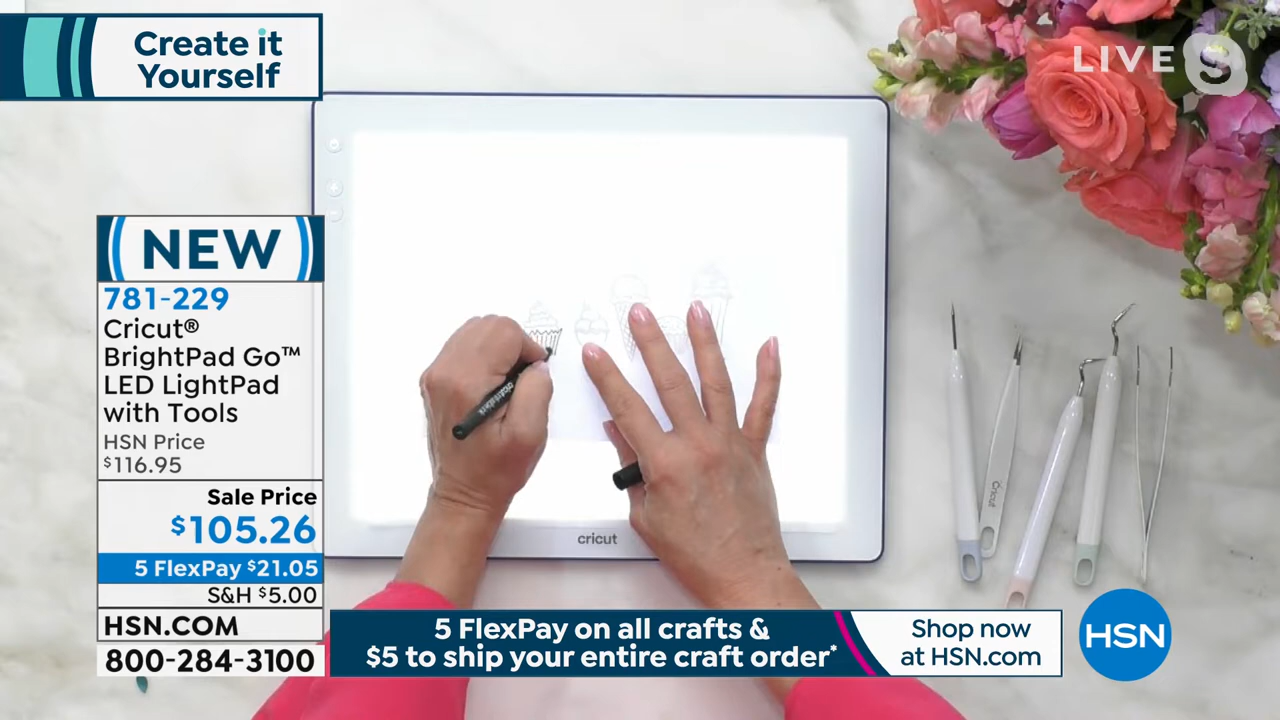 Create it
Yourself
LIVE S
NEW
781-229
Cricut®
BrightPad Go™
LED LightPad
with Tools
HSN Price
$116.95
Sale Price
$105.26
5 FlexPay $21.05
S&H $5.00
HSN.COM
800-284-3100
cricut
Cricut
5 FlexPay on all crafts &
$5 to ship your entire craft order*
Shop now
at HSN.com
HSN